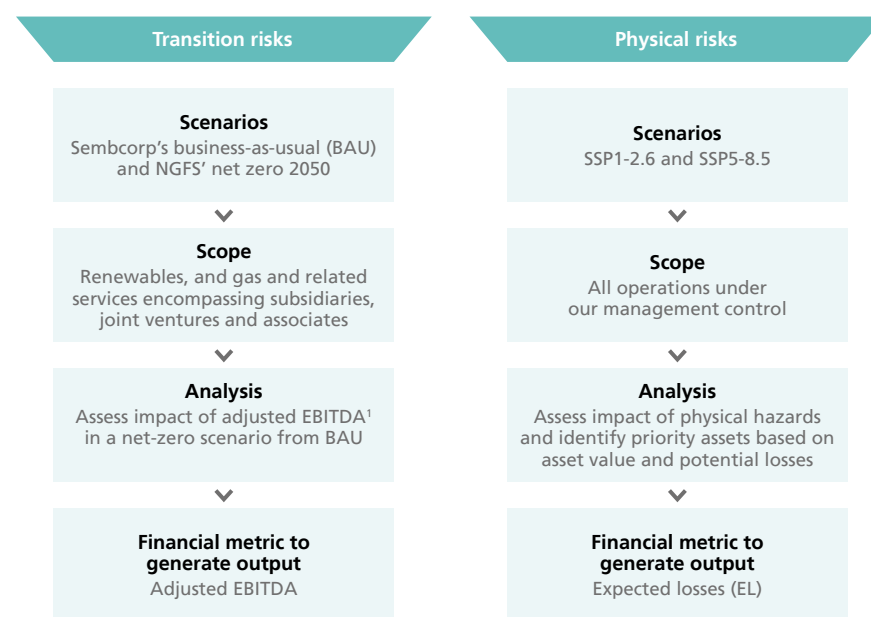 Transition risks
Scenarios
Sembcorp's business-as-usual (BAU)
and NGFS' net zero 2050
Scope
Renewables, and gas and related
services encompassing subsidiaries,
joint ventures and associates
Analysis
Assess impact of adjusted EBITDA¹
in a net-zero scenario from BAU
Financial metric to
generate output
Adjusted EBITDA
Physical risks
Scenarios
SSP1-2.6 and SSP5-8.5
Scope
All operations under
our management control
Analysis
Assess impact of physical hazards
and identify priority assets based on
asset value and potential losses
Financial metric to
generate output
Expected losses (EL)